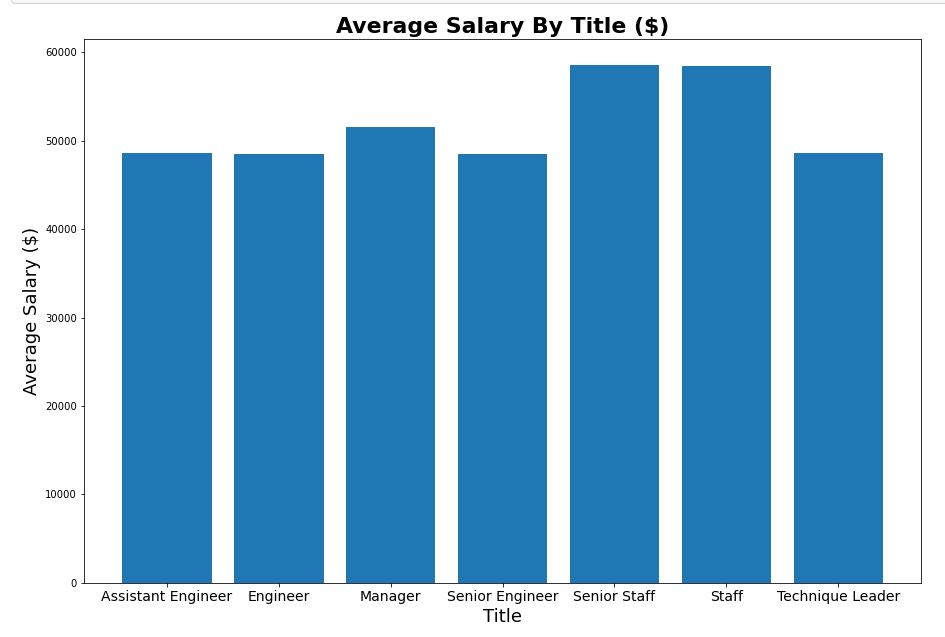 Average Salary By Title ($)
60000
50000
40000
30000
20000
10000
0
Average Salary ($)
Assistant Engineer Engineer Manager Senior Engineer Senior Staff Staff Technique Leader
Title